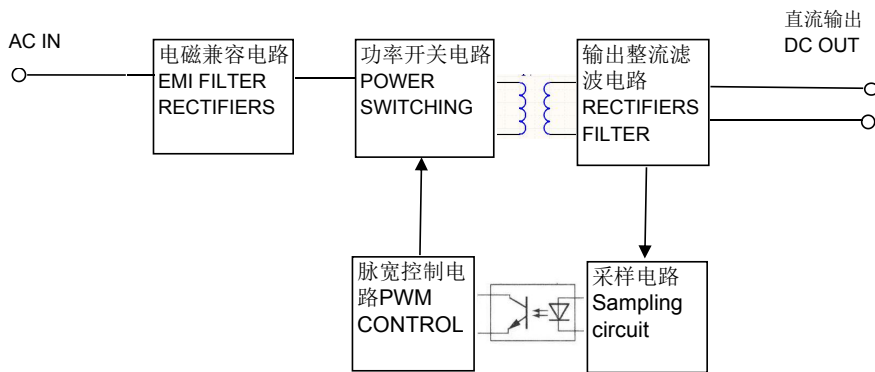 AC IN
电磁兼容电路
EMI FILTER
RECTIFIERS
功率开关电路
POWER
SWITCHING
输出整流滤
波电路
RECTIFIERS
FILTER
直流输出
DC OUT
脉宽控制电
路PWM
CONTROL
采样电路
Sampling
circuit